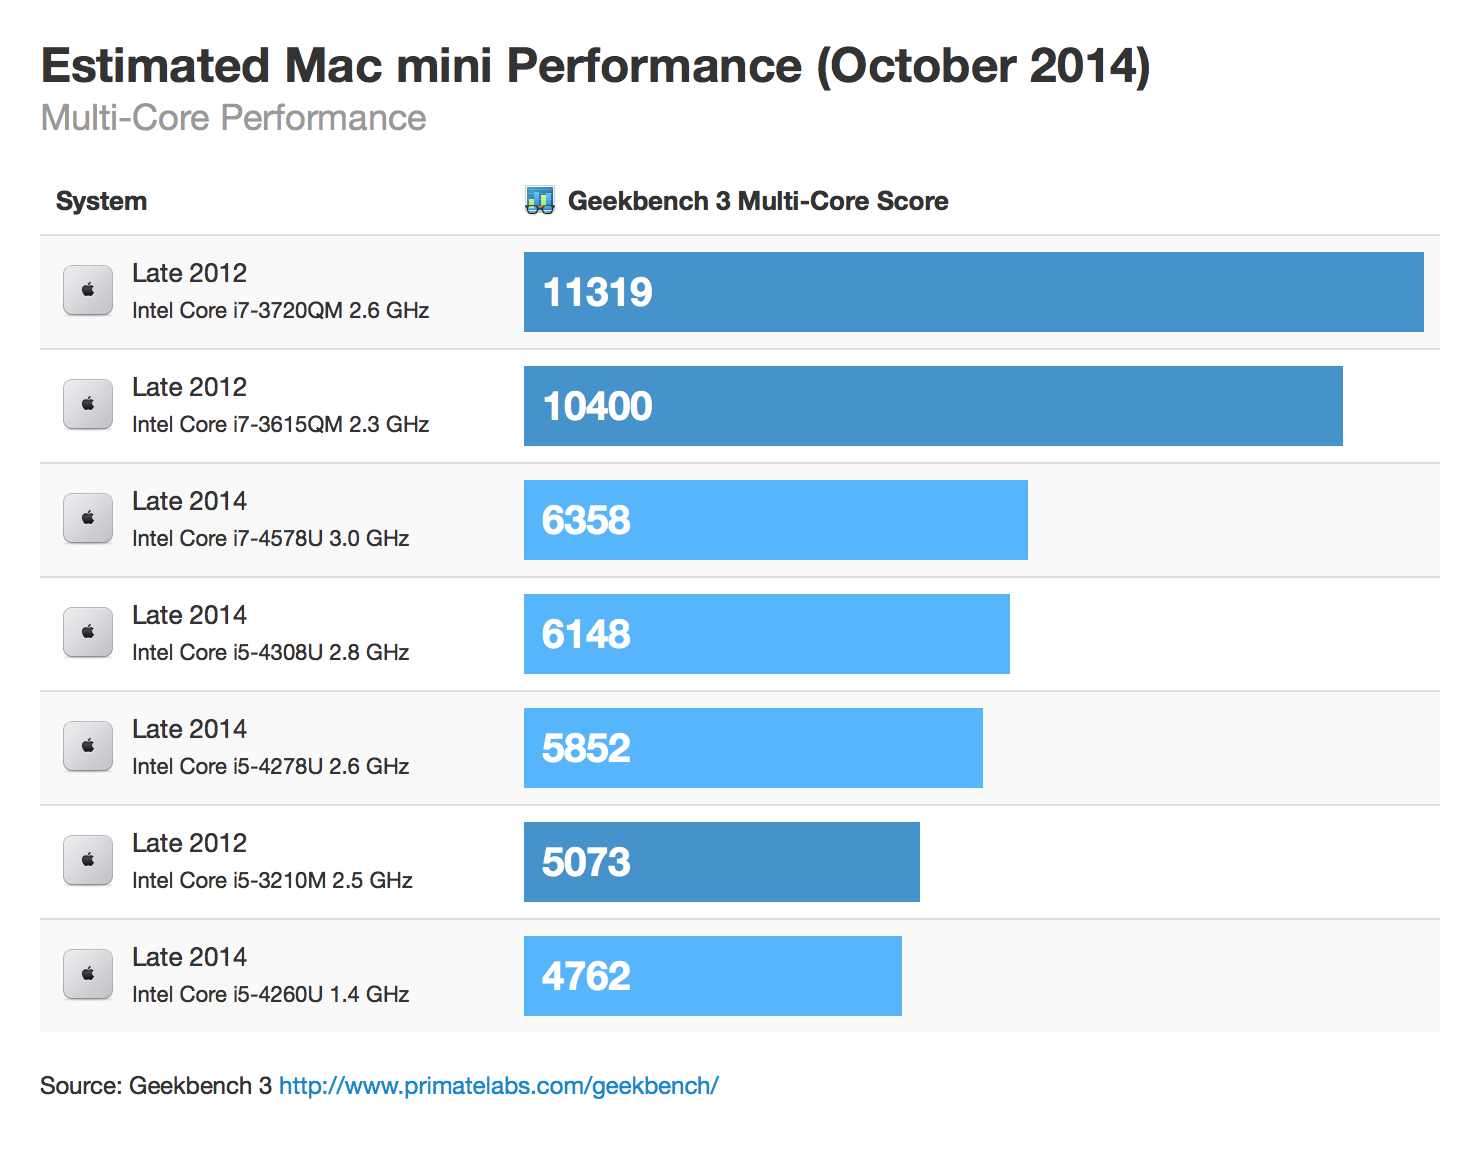 Estimated Mac mini Performance (October 2014)
Multi-Core Performance
System
Geekbench 3 Multi-Core Score
Late 2012
Intel Core i7-3720QM 2.6 GHz
11319
Late 2012
Intel Core i7-3615QM 2.3 GHz
10400
Late 2014
Intel Core i7-4578U 3.0 GHz
6358
Late 2014
Intel Core i5-4308U 2.8 GHz
6148
Late 2014
Intel Core i5-4278U 2.6 GHz
5852
Late 2012
Intel Core i5-3210M 2.5 GHz
5073
Late 2014
Intel Core i5-4260U 1.4 GHz
4762
Source: Geekbench 3 http://www.primatelabs.com/geekbench/